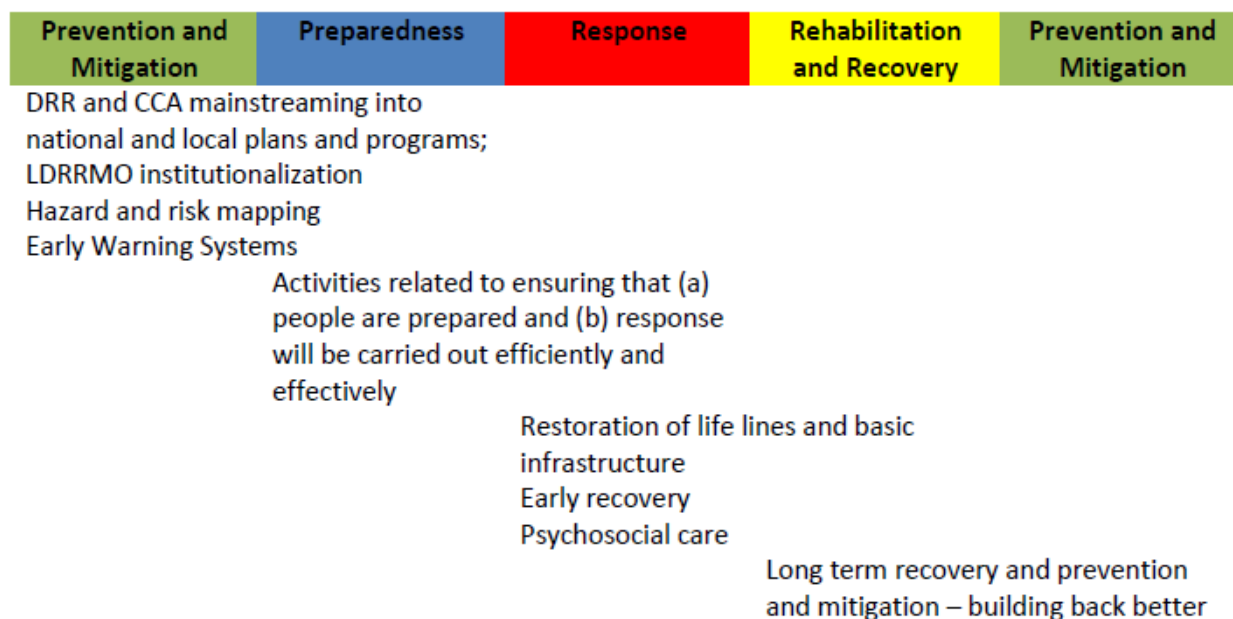 Prevention and Mitigation
Preparedness
Response
Rehabilitation and Recovery
Prevention and Mitigation
DRR and CCA mainstreaming into
national and local plans and programs;
LDRRMO institutionalization
Hazard and risk mapping
Early Warning Systems
Activities related to ensuring that (a)
people are prepared and (b) response
will be carried out efficiently and
effectively
Restoration of life lines and basic
infrastructure
Early recovery
Psychosocial care
Long term recovery and prevention
and mitigation – building back better